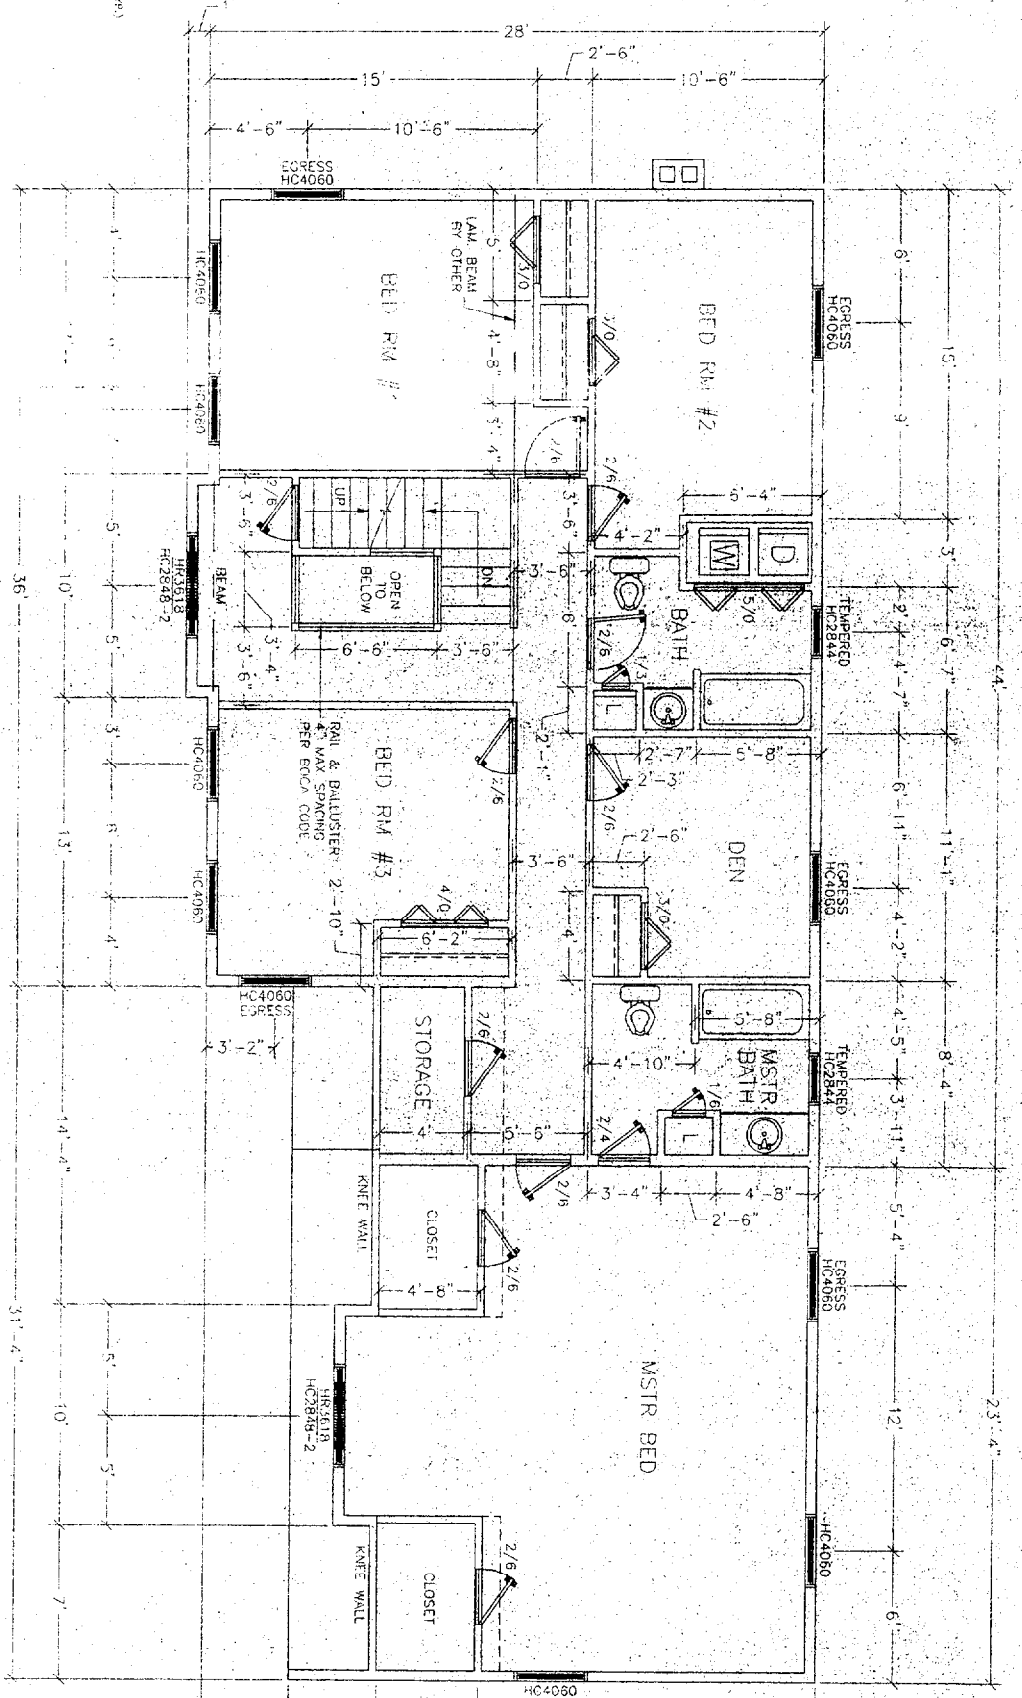 28'
2'-6"
15'
10'-6"
4'-6"
10'-6"
EGRESS
HC4060
LAM. BEAM
BY OTHER
5'
3/0
BED RM #2
EGRESS
HC4060
6'
15'
9'
4'
HC4060
HC4060
4'-8"
3'-4"
3/0
2/6
2/6
5'-4"
4'-2"
W
D
5/0
3'
2'-6"
3'-6"
UP
DN
OPEN
TO
BELOW
BEAM
3'-4"
3'-6"
6'-6"
3'-6"
3'-6"
3'-6"
6'
BATH
2/6
1/3
L
TEMPERED
HC2844
2'
4'-7"
6'-7"
44'
HR3618
HC2848-2
5'
5'
10'
36'
2'-1"
2'-7"
5'-8"
2'-3"
2/6
2'-6"
3'-6"
DEN
EGRESS
HC4060
6'-11"
11'-4"
4'-2"
3/0
4'
BED RM #3
RAIL & BALLUSTER
4" MAX SPACING
PER BOCA CODE
2'-10"
2/6
4/0
6'-2"
HC4060
HC4060
3'
6'
4'
13'
HC4060
EGRESS
3'-2"
STORAGE
2/6
4'
5'-6"
5'-8"
4'-10"
MSTR
BATH
1/6
L
2/4
TEMPERED
HC2844
4'-5"
3'-11"
8'-4"
2/6
3'-4"
4'-8"
2'-6"
5'-4"
KNEE WALL
CLOSET
2/6
4'-8"
14'-4"
EGRESS
HC4060
MSTR BED
12'
23'-4"
HR3618
HC2848-2
5'
5'
10'
31'-4"
HC4060
KNEE WALL
CLOSET
2/6
6'
7'
HC4060